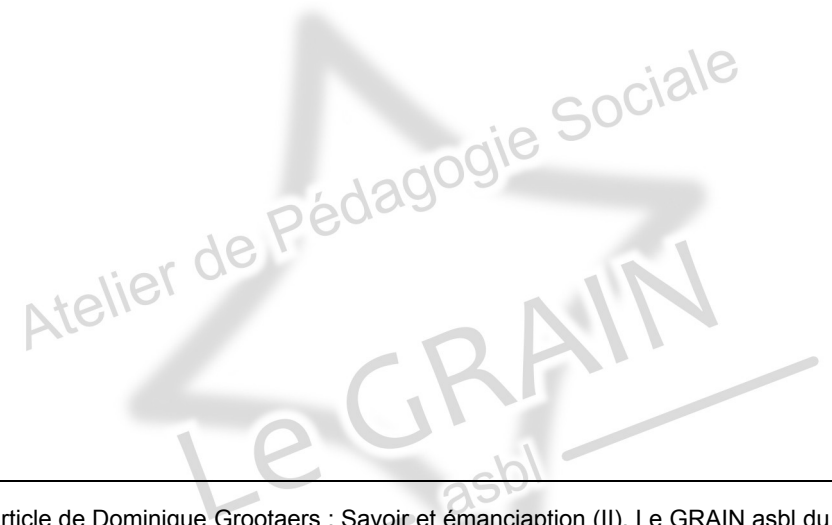 Atelier de Pédagogie Sociale
Le GRAIN
asbl
rticle de Dominique Grootaers : Savoir et émanciaption (II), Le GRAIN asbl du